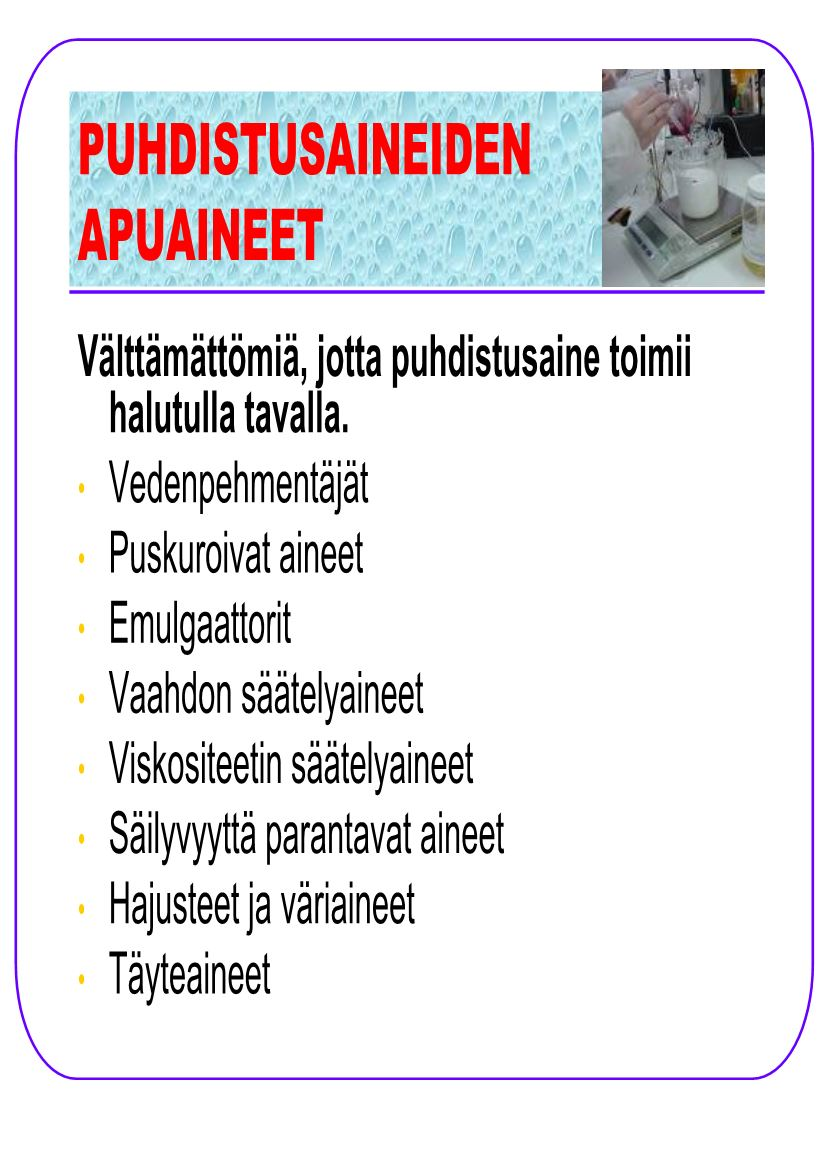 PUHDISTUSAINEIDEN
APUAINEET
Välttämättömiä, jotta puhdistusaine toimii
halutulla tavalla.
• Vedenpehmentäjät
• Puskuroivat aineet
• Emulgaattorit
• Vaahdon säätelyaineet
• Viskositeetin säätelyaineet
• Säilyvyyttä parantavat aineet
• Hajusteet ja väriaineet
• Täyteaineet